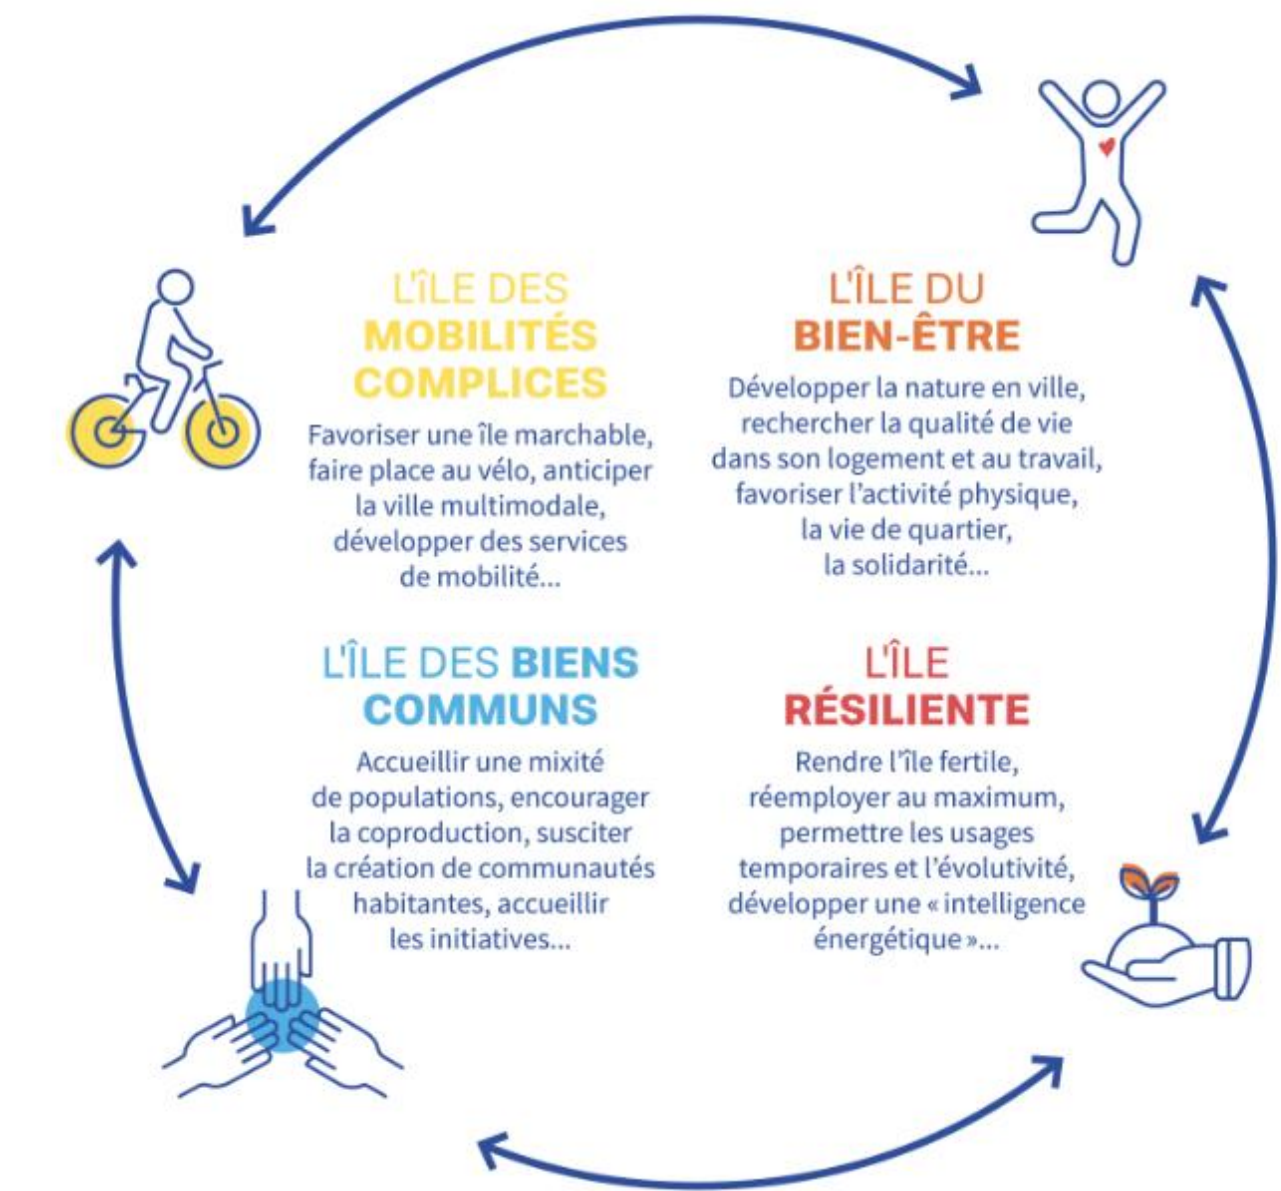 L'îLE DES
MOBILITÉS
COMPLICES
Favoriser une île marchable,
faire place au vélo, anticiper
la ville multimodale,
développer des services
de mobilité...
L'ÎLE DU
BIEN-ÊTRE
Développer la nature en ville,
rechercher la qualité de vie
dans son logement et au travail,
favoriser l’activité physique,
la vie de quartier,
la solidarité...
L'ÎLE DES BIENS
COMMUNS
Accueillir une mixité
de populations, encourager
la coproduction, susciter
la création de communautés
habitantes, accueillir
les initiatives...
L'ÎLE
RÉSILIENTE
Rendre l’île fertile,
réemployer au maximum,
permettre les usages
temporaires et l’évolutivité,
développer une « intelligence
énergétique »...